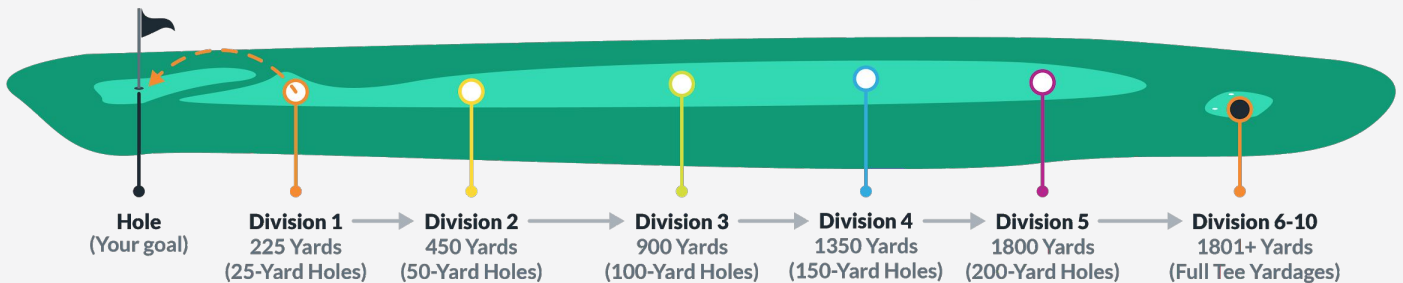 Hole
(Your goal)
Division 1
225 Yards
(25-Yard Holes)
Division 2
450 Yards
(50-Yard Holes)
Division 3
900 Yards
(100-Yard Holes)
Division 4
1350 Yards
(150-Yard Holes)
Division 5
1800 Yards
(200-Yard Holes)
Division 6-10
1801+ Yards
(Full Tee Yardages)